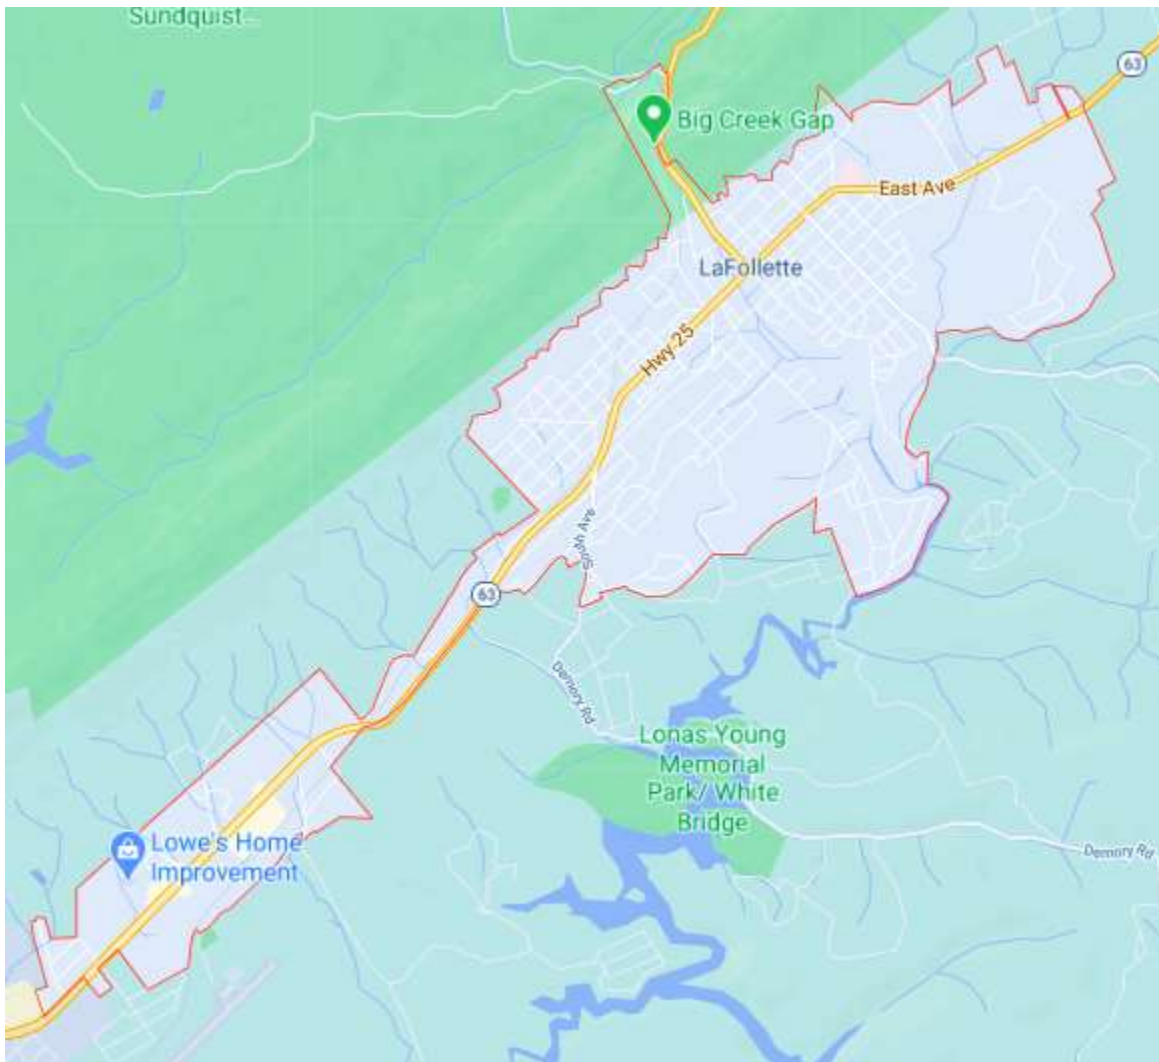 Sundquist...
63
Big Creek Gap
East Ave
LaFollette
Hwy 25
South Ave
63
Demory Rd
Lonas Young
Memorial
Park/ White
Bridge
Lowe's Home
Improvement
Demory Rd